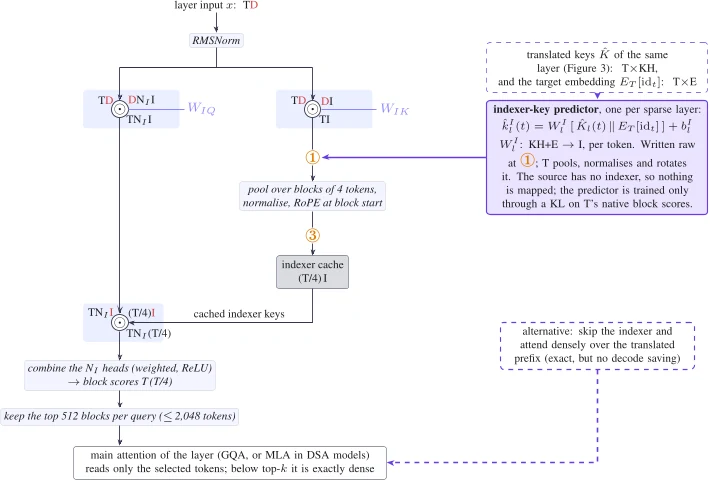 layer input x: TD
RMSNorm
TD DN_I I
W_IQ
TN_I I
TD DI
W_IK
TI
translated keys K̂ of the same
layer (Figure 3): T×KH,
and the target embedding E_T[id_t]: T×E
indexer-key predictor, one per sparse layer:
k̂_l^I(t) = W_l^I [ K̂_l(t) ‖ E_T[id_t] ] + b_l^I
W_l^I: KH+E → I, per token. Written raw
at ①; T pools, normalises and rotates
it. The source has no indexer, so nothing
is mapped; the predictor is trained only
through a KL on T's native block scores.
①
pool over blocks of 4 tokens,
normalise, RoPE at block start
③
indexer cache
(T/4) I
cached indexer keys
TN_I I (T/4)I
TN_I (T/4)
combine the N_I heads (weighted, ReLU)
→ block scores T (T/4)
keep the top 512 blocks per query (≤ 2,048 tokens)
main attention of the layer (GQA, or MLA in DSA models)
reads only the selected tokens; below top-k it is exactly dense
alternative: skip the indexer and
attend densely over the translated
prefix (exact, but no decode saving)